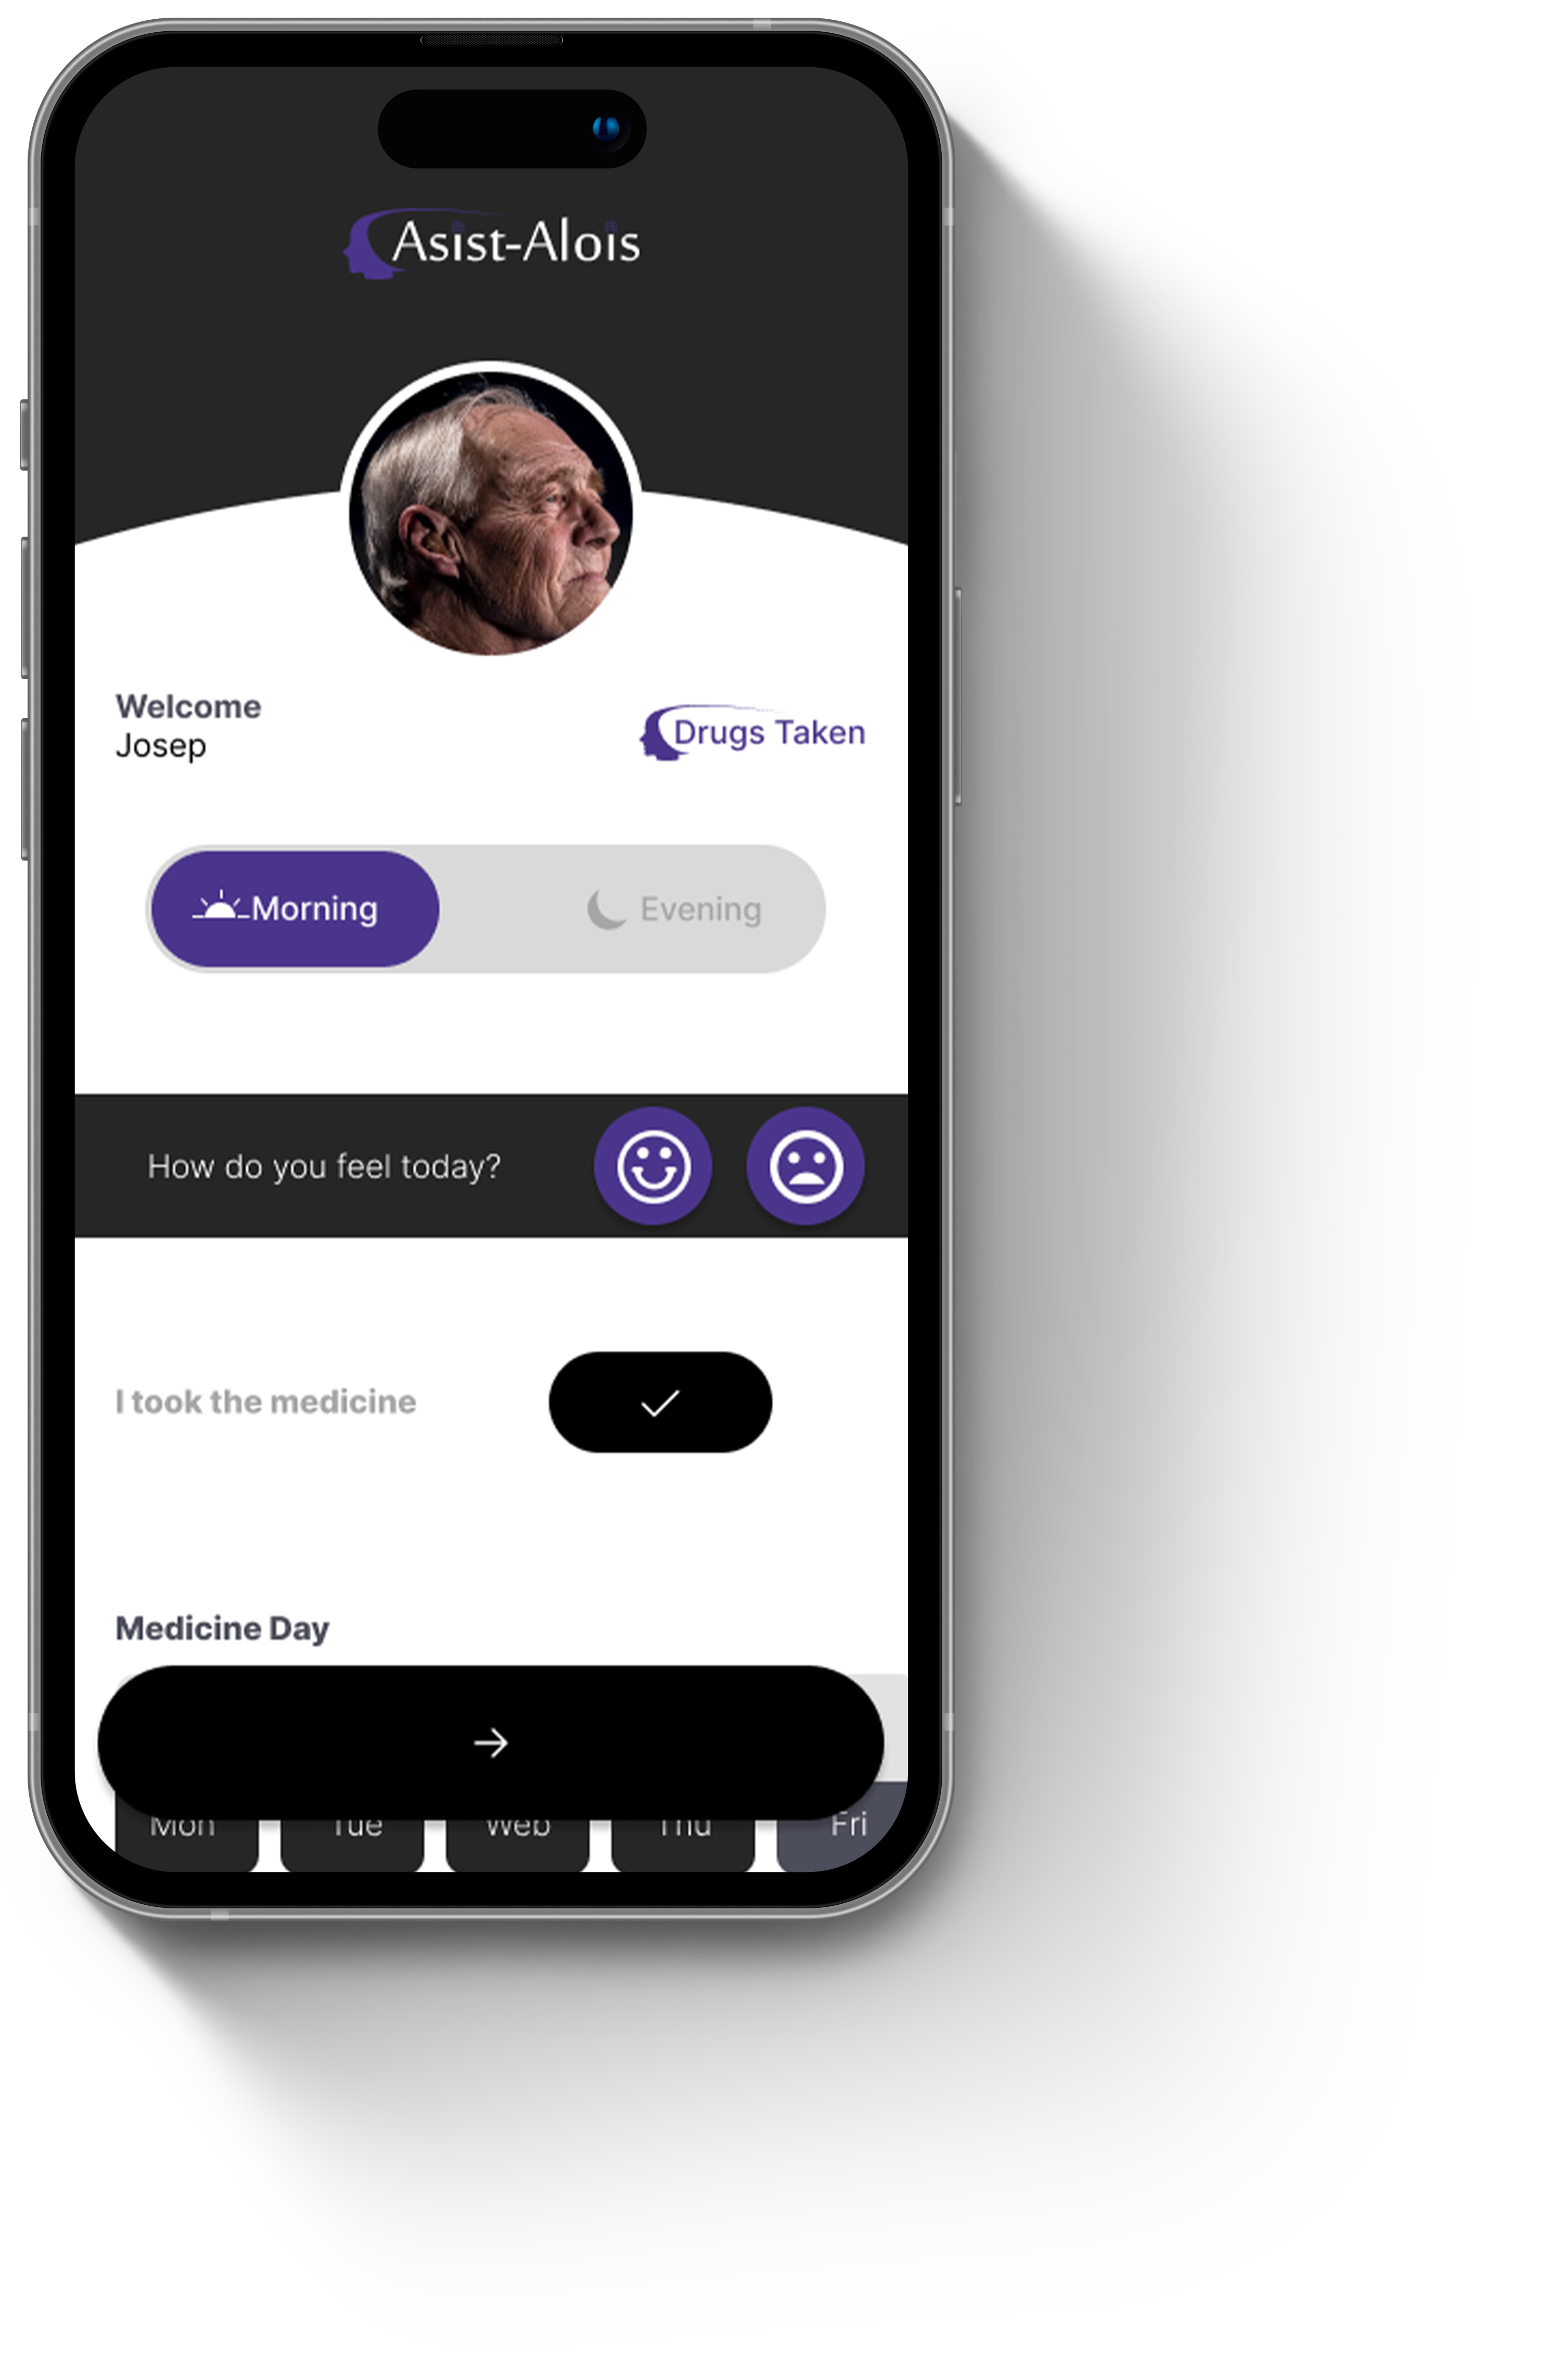 Asist-Alois
Welcome
Josep
Drugs Taken
Morning
Evening
How do you feel today?
I took the medicine
Medicine Day
Mon
Tue
Web
Thu
Fri